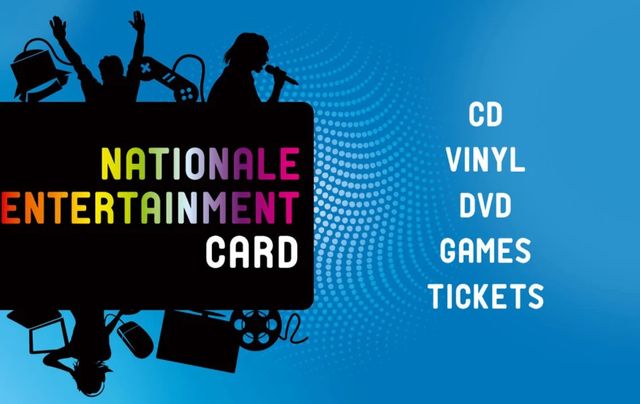 NATIONALE
ENTERTAINMENT
CARD
CD
VINYL
DVD
GAMES
TICKETS